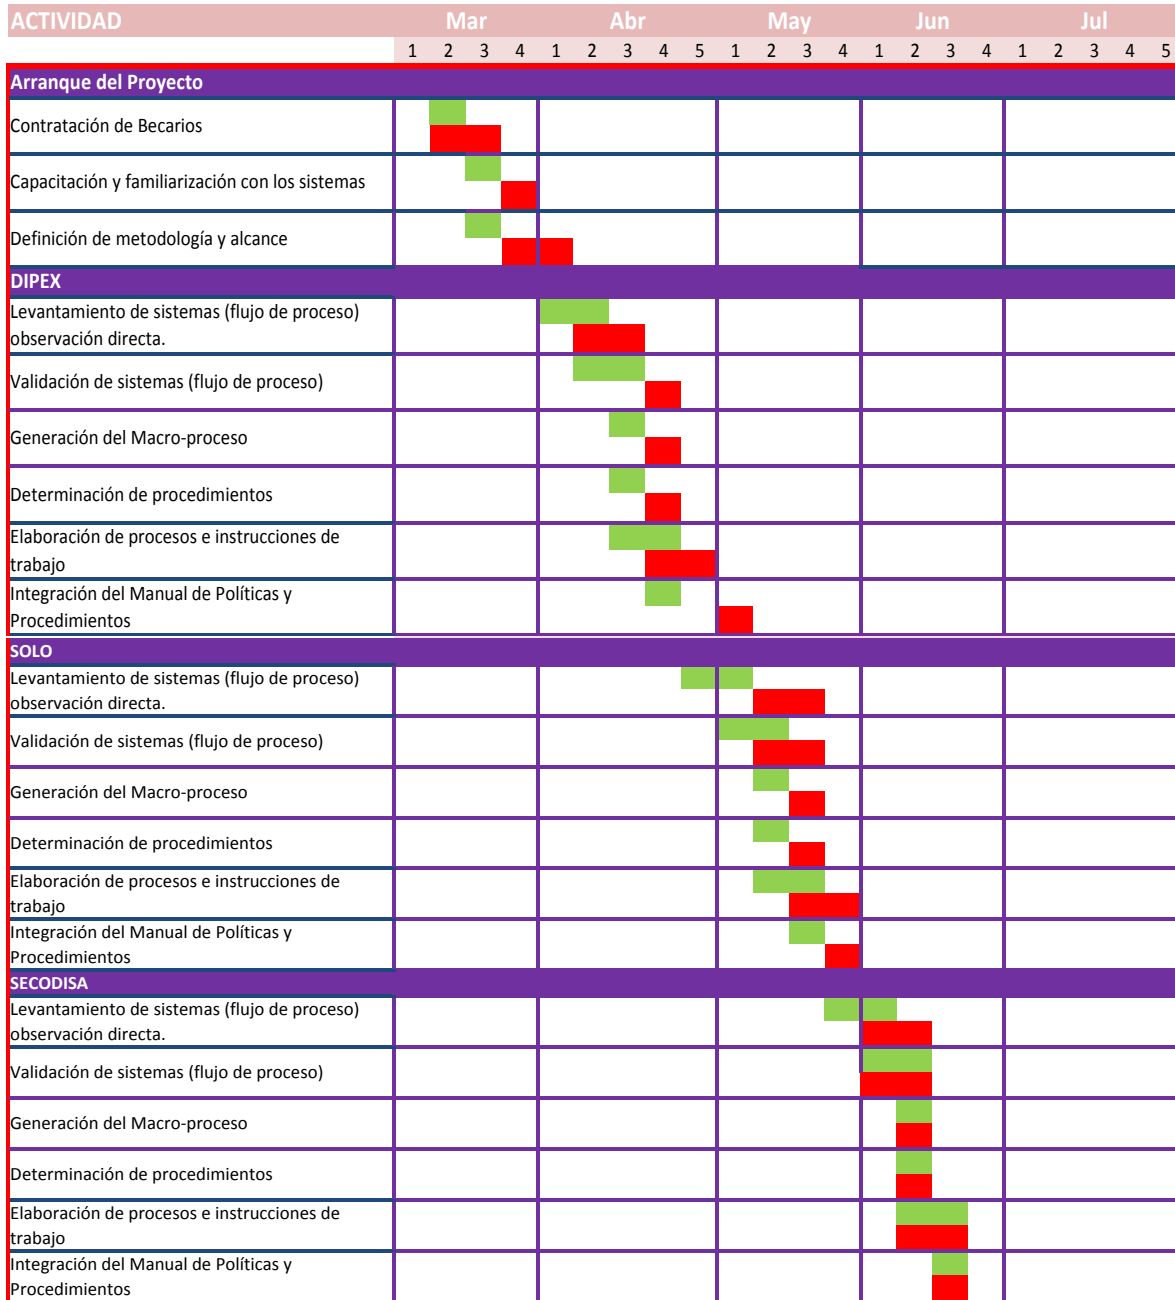 ACTIVIDAD Mar Abr May Jun Jul
1 2 3 4 1 2 3 4 5 1 2 3 4 1 2 3 4 1 2 3 4 5
Arranque del Proyecto
Contratación de Becarios
Capacitación y familiarización con los sistemas
Definición de metodología y alcance
DIPEX
Levantamiento de sistemas (flujo de proceso)
observación directa.
Validación de sistemas (flujo de proceso)
Generación del Macro-proceso
Determinación de procedimientos
Elaboración de procesos e instrucciones de
trabajo
Integración del Manual de Políticas y
Procedimientos
SOLO
Levantamiento de sistemas (flujo de proceso)
observación directa.
Validación de sistemas (flujo de proceso)
Generación del Macro-proceso
Determinación de procedimientos
Elaboración de procesos e instrucciones de
trabajo
Integración del Manual de Políticas y
Procedimientos
SECODISA
Levantamiento de sistemas (flujo de proceso)
observación directa.
Validación de sistemas (flujo de proceso)
Generación del Macro-proceso
Determinación de procedimientos
Elaboración de procesos e instrucciones de
trabajo
Integración del Manual de Políticas y
Procedimientos